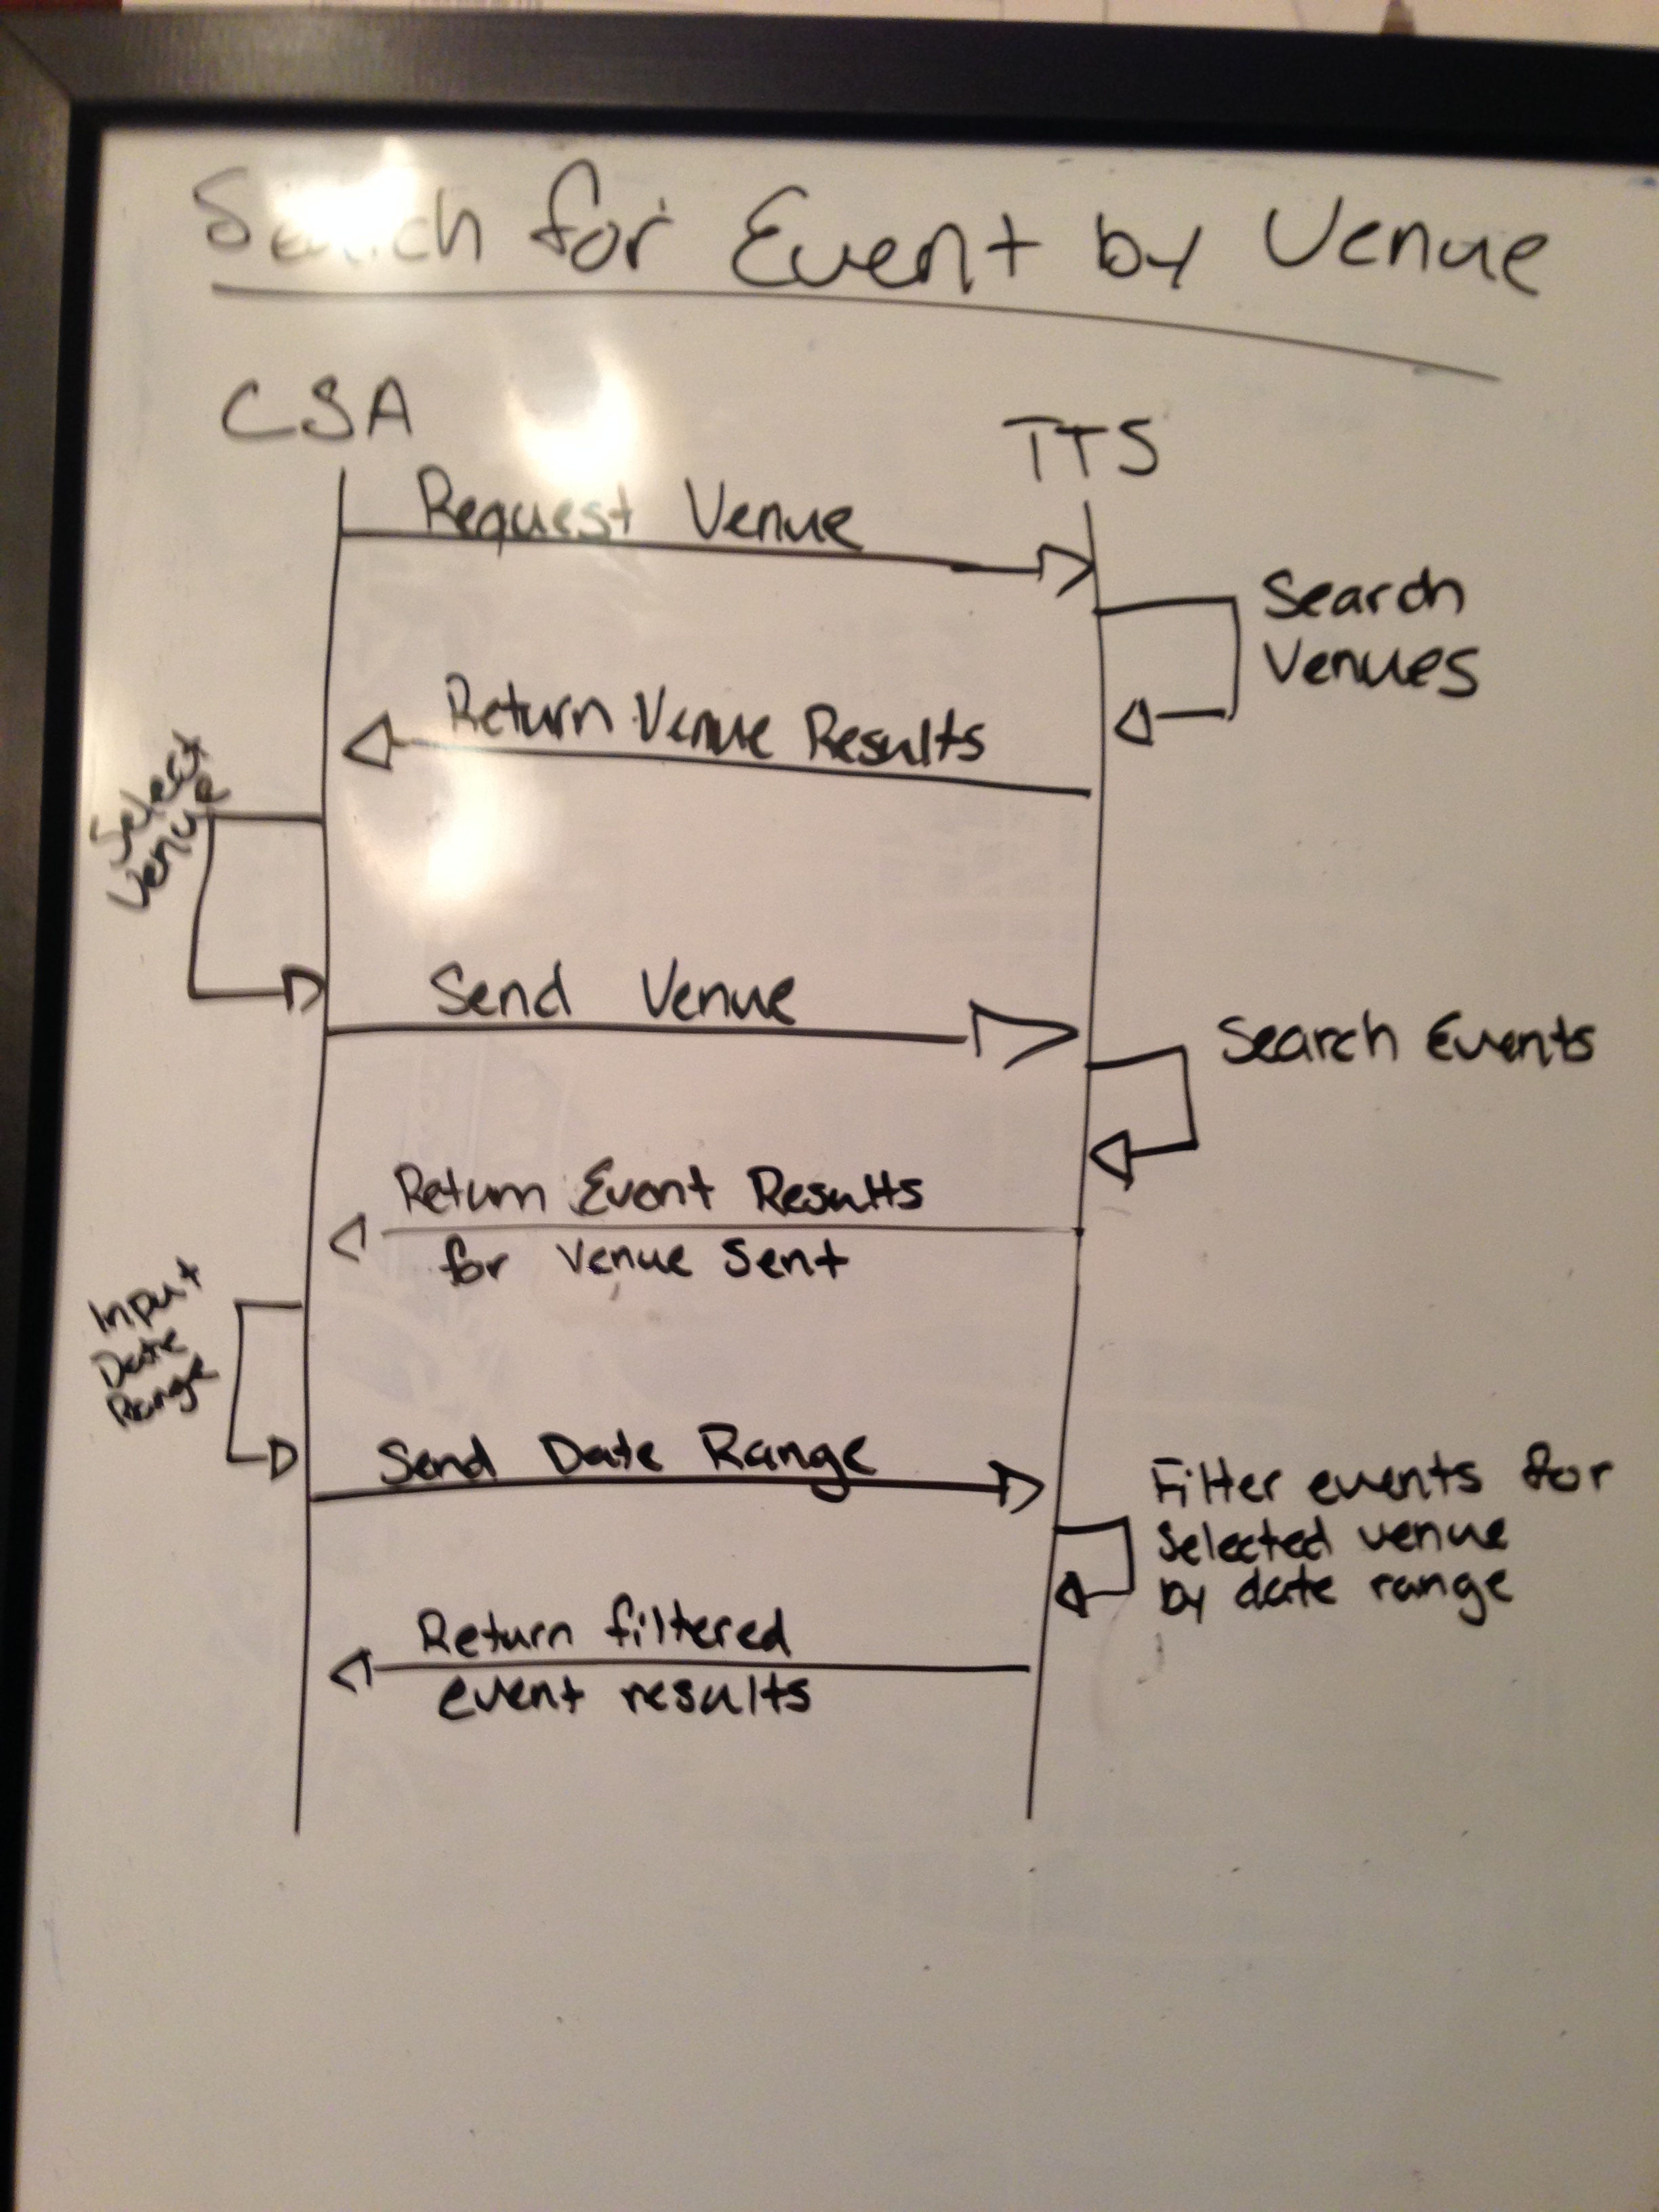 Search for Event by Venue
CSA
TTS
Request Venue
Search
Venues
Return Venue Results
Select
Venue
Send Venue
Search Events
Return Event Results
for Venue Sent
Input
Date
Range
Send Date Range
Filter events for
Selected venue
by date range
Return filtered
event results